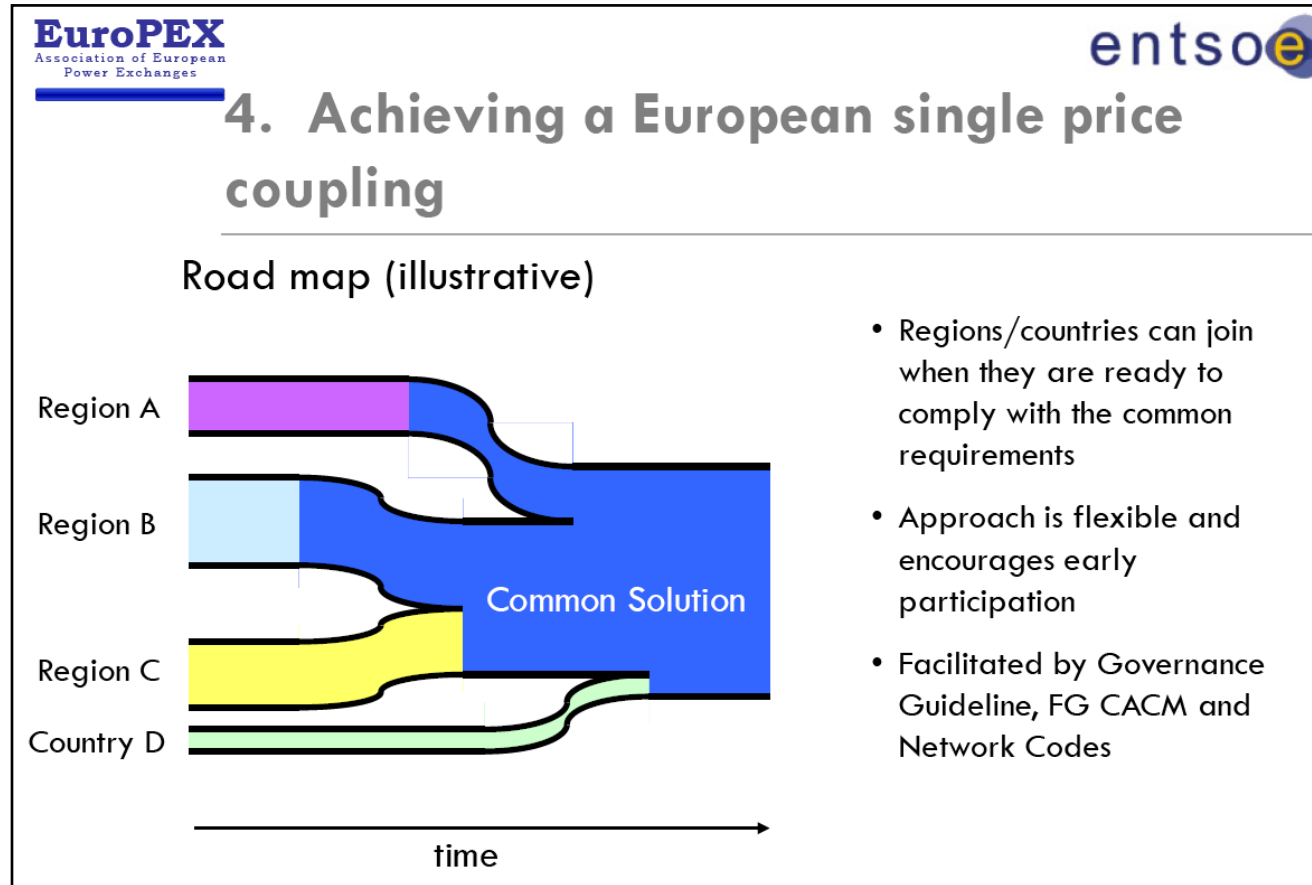 EuroPEX
Association of European
Power Exchanges
entsoe
4. Achieving a European single price
coupling
Road map (illustrative)
Region A
Region B
Region C
Country D
Common Solution
time
• Regions/countries can join
when they are ready to
comply with the common
requirements
• Approach is flexible and
encourages early
participation
• Facilitated by Governance
Guideline, FG CACM and
Network Codes